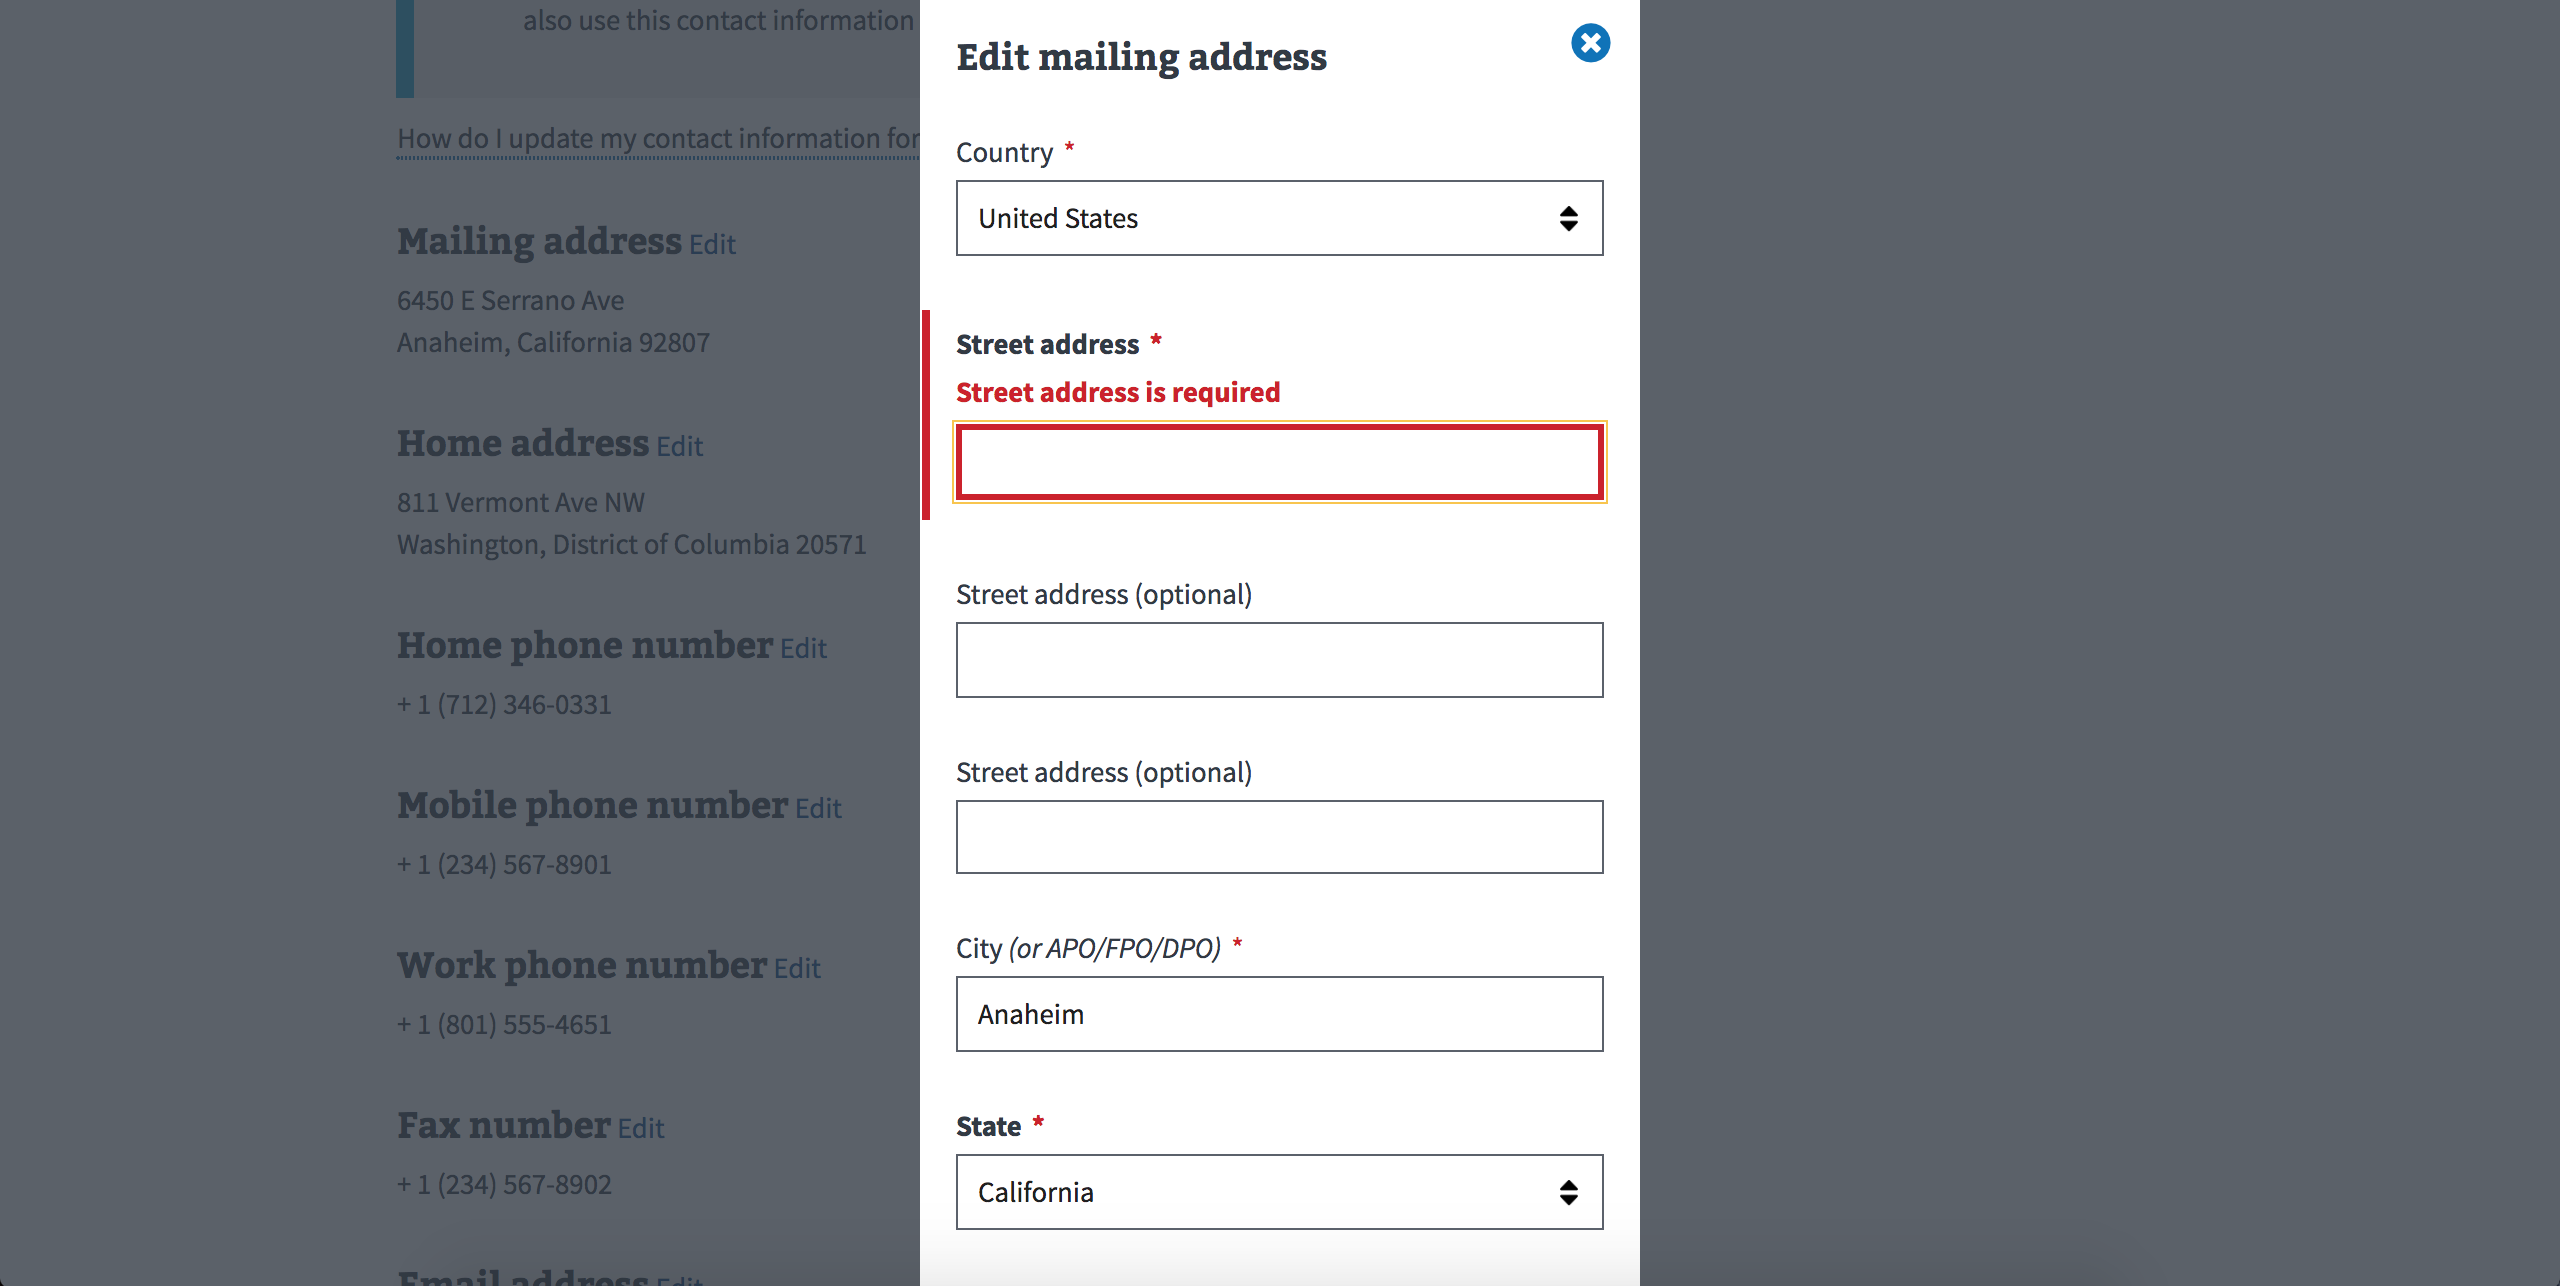 also use this contact information
How do I update my contact information for
Mailing address Edit
6450 E Serrano Ave
Anaheim, California 92807
Home address Edit
811 Vermont Ave NW
Washington, District of Columbia 20571
Home phone number Edit
+ 1 (712) 346-0331
Mobile phone number Edit
+ 1 (234) 567-8901
Work phone number Edit
+ 1 (801) 555-4651
Fax number Edit
+ 1 (234) 567-8902
Email address Edit
Edit mailing address
Country *
United States
Street address *
Street address is required
Street address (optional)
Street address (optional)
City (or APO/FPO/DPO) *
Anaheim
State *
California